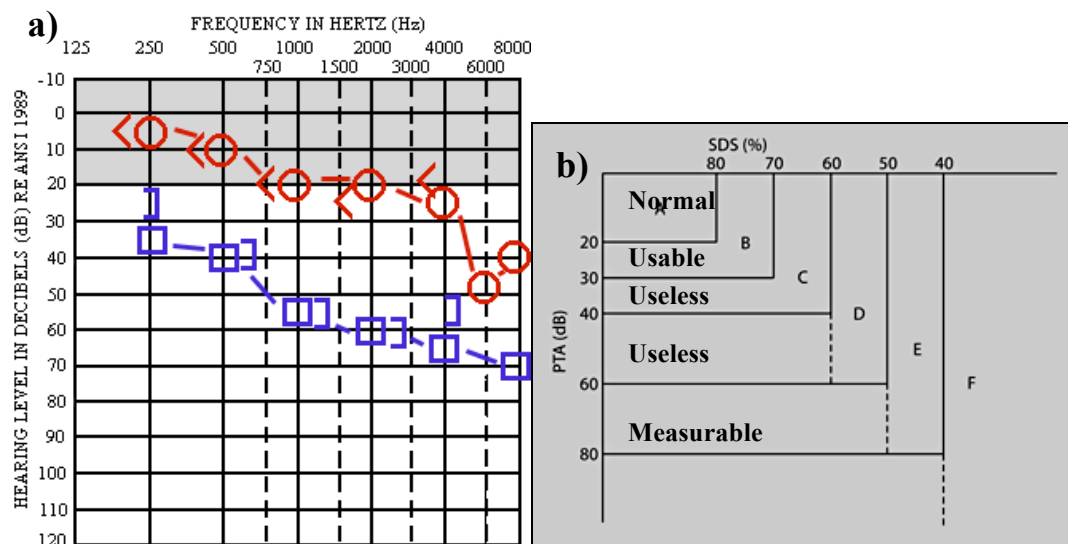 a)
FREQUENCY IN HERTZ (Hz)
125 250 500 1000 2000 4000 8000
750 1500 3000 6000
HEARING LEVEL IN DECIBELS (dB) RE ANSI 1989
-10
0
10
20
30
40
50
60
70
80
90
100
110
120
b)
SDS (%)
80 70 60 50 40
PTA (dB)
Normal
A
20
B
Usable
30
C
Useless
40
D
Useless
E
60
F
Measurable
80